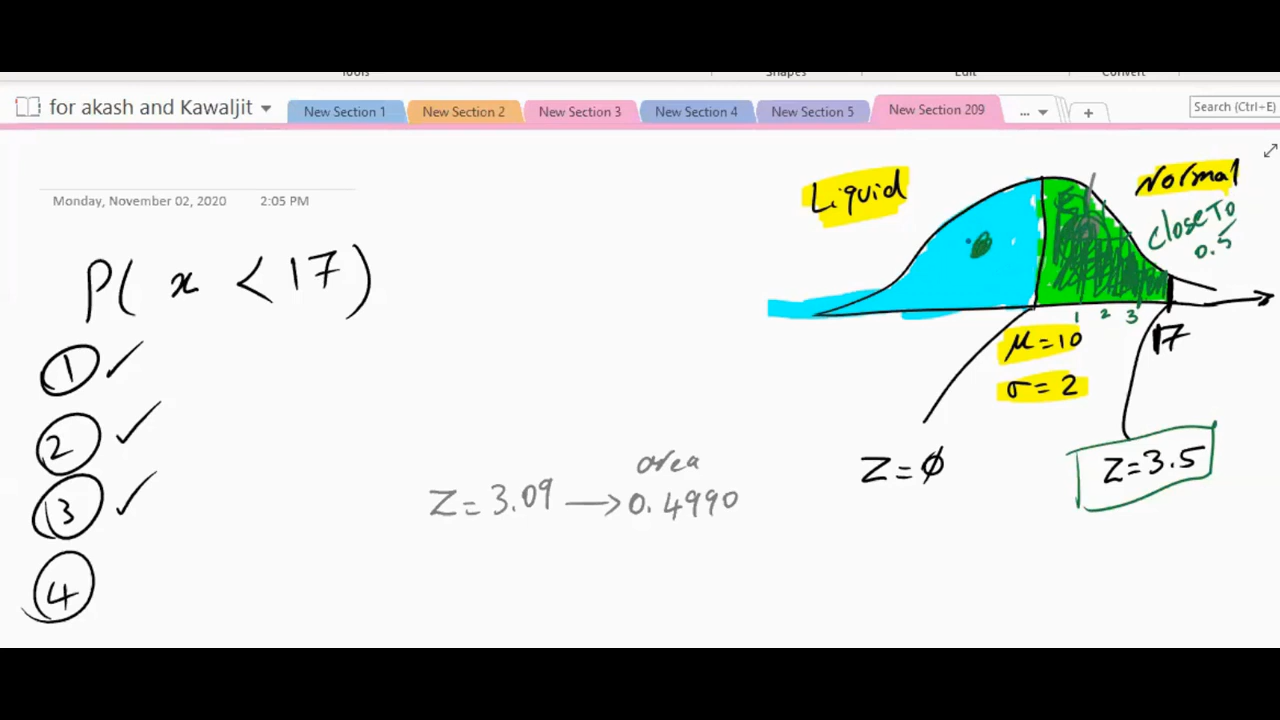 Tools Shapes Edit Convert
for akash and Kawaljit
New Section 1 New Section 2 New Section 3 New Section 4 New Section 5 New Section 209 ... + Search (Ctrl+E)
Monday, November 02, 2020 2:05 PM
Liquid
Normal
close To
0.5
P( x < 17)
1 2 3
μ = 10
17
σ = 2
①✓
②✓
③✓
④
Z = 0
Z = 3.5
area
Z = 3.09 → 0.4990